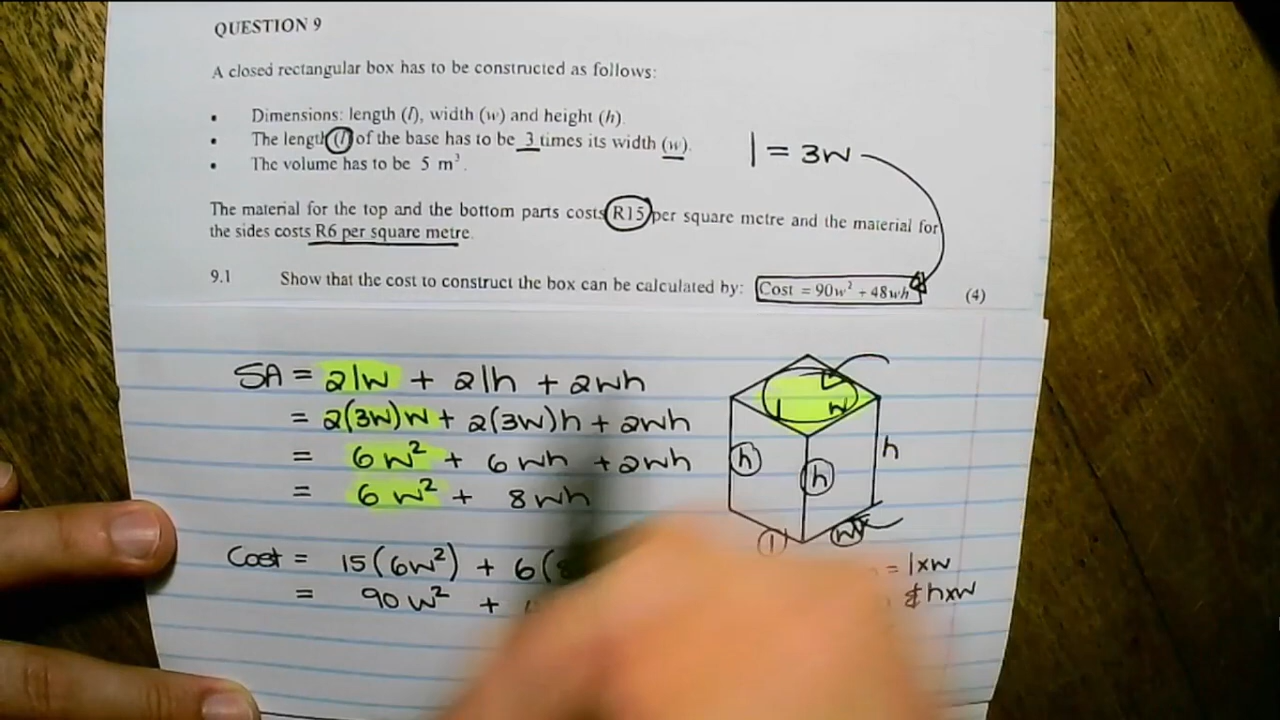 QUESTION 9
A closed rectangular box has to be constructed as follows:
• Dimensions: length (l), width (w) and height (h).
• The length (l) of the base has to be 3 times its width (w).
l = 3w
• The volume has to be 5 m³.
The material for the top and the bottom parts costs R15 per square metre and the material for
the sides costs R6 per square metre.
9.1 Show that the cost to construct the box can be calculated by: Cost = 90w² + 48wh (4)
SA = 2lw + 2lh + 2wh
= 2(3w)w + 2(3w)h + 2wh
= 6w² + 6wh + 2wh
= 6w² + 8wh
l w
h h h
l w
Cost = 15(6w²) + 6(
= 90w² +
= l×w
h×w